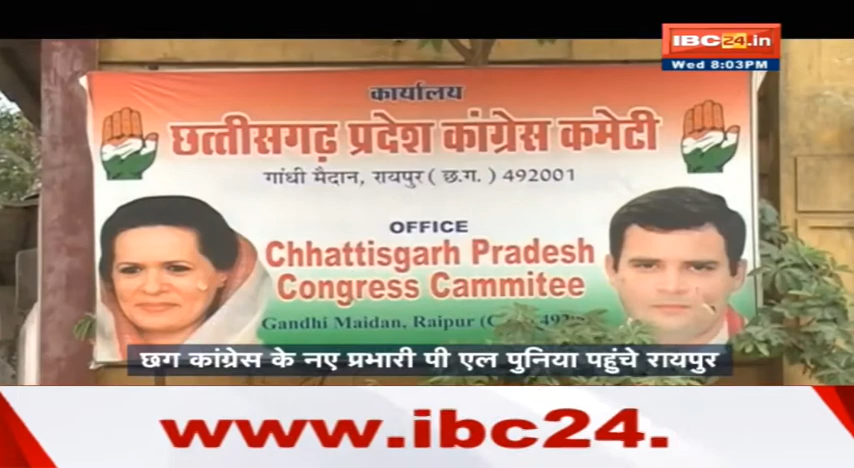 IBC24.in
Wed 8:03PM
कार्यालय
छत्तीसगढ़ प्रदेश कांग्रेस कमेटी
गांधी मैदान, रायपुर ( छ.ग. ) 492001
OFFICE
Chhattisgarh Pradesh
Congress Cammitee
Gandhi Maidan, Raipur
छग कांग्रेस के नए प्रभारी पी एल पुनिया पहुंचे रायपुर
www.ibc24.